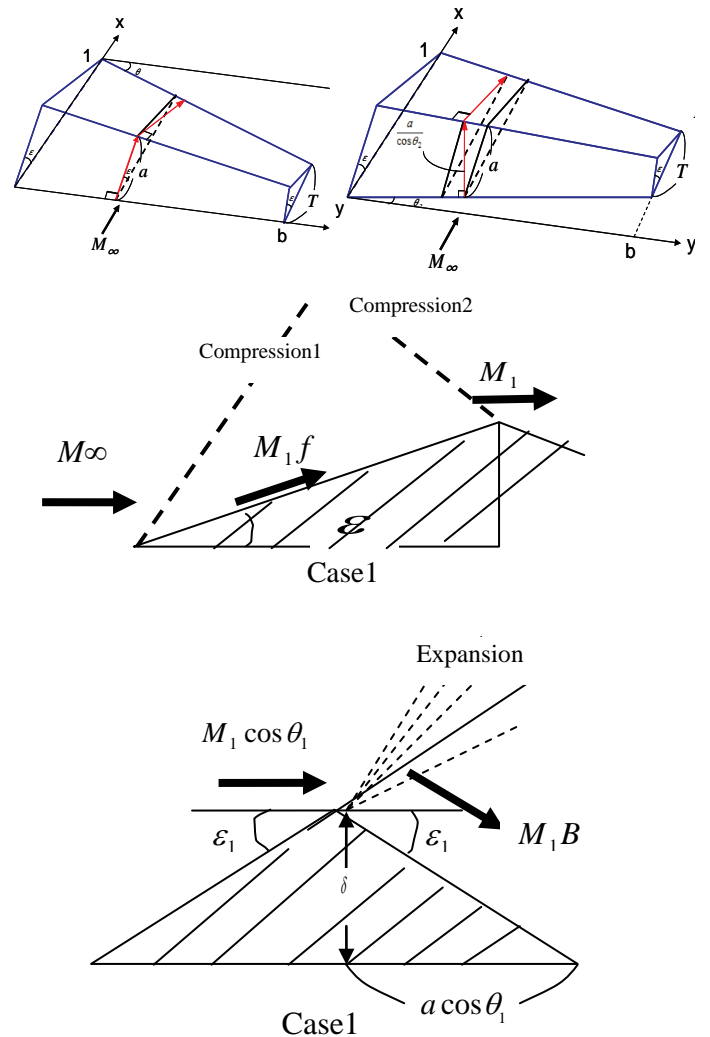 x
1
θ
ε
a
ε
ε
T
y
b
M∞
x
1
a
cosθ₂
ε
a
ε
T
θ₂
y
b
M∞
Compression2
Compression1
M₁
M∞
M₁f
ε
Case1
Expansion
M₁cosθ₁
ε₁
ε₁
M₁B
δ
a cosθ₁
Case1